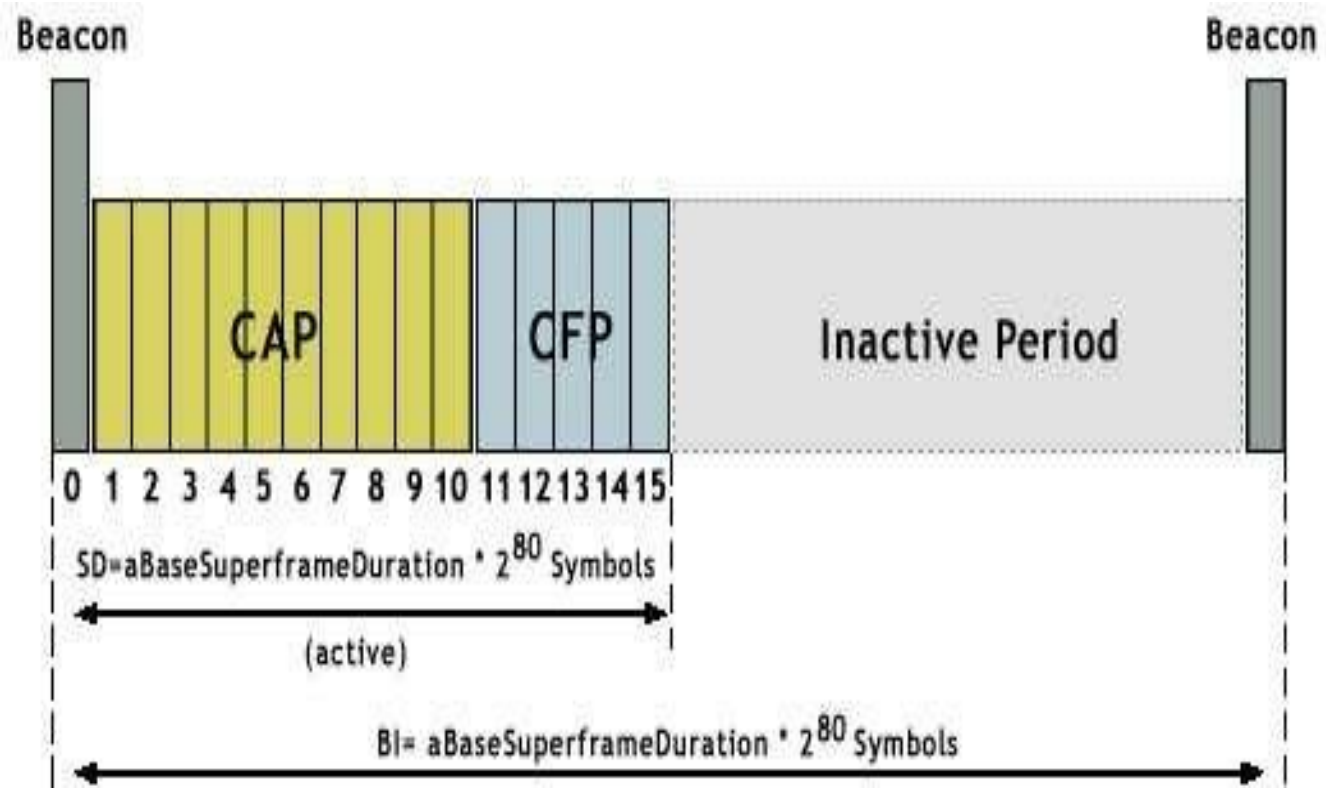 Beacon Beacon
CAP CFP Inactive Period
0 1 2 3 4 5 6 7 8 9 10 11 12 13 14 15
SD=aBaseSuperframeDuration * 2^80 Symbols
(active)
BI= aBaseSuperframeDuration * 2^80 Symbols